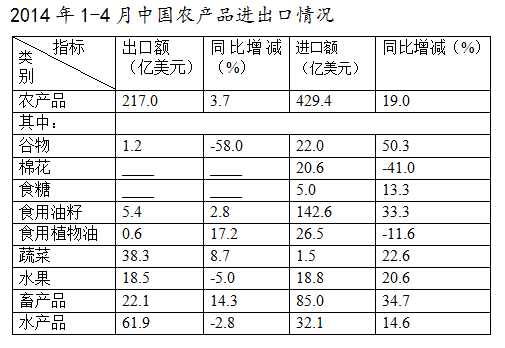 2014 年 1-4 月中国农产品进出口情况
指标 类别 出口额（亿美元） 同比增减（%） 进口额（亿美元） 同比增减（%）
农产品 217.0 3.7 429.4 19.0
其中：
谷物 1.2 -58.0 22.0 50.3
棉花 ____ ____ 20.6 -41.0
食糖 ____ ____ 5.0 13.3
食用油籽 5.4 2.8 142.6 33.3
食用植物油 0.6 17.2 26.5 -11.6
蔬菜 38.3 8.7 1.5 22.6
水果 18.5 -5.0 18.8 20.6
畜产品 22.1 14.3 85.0 34.7
水产品 61.9 -2.8 32.1 14.6